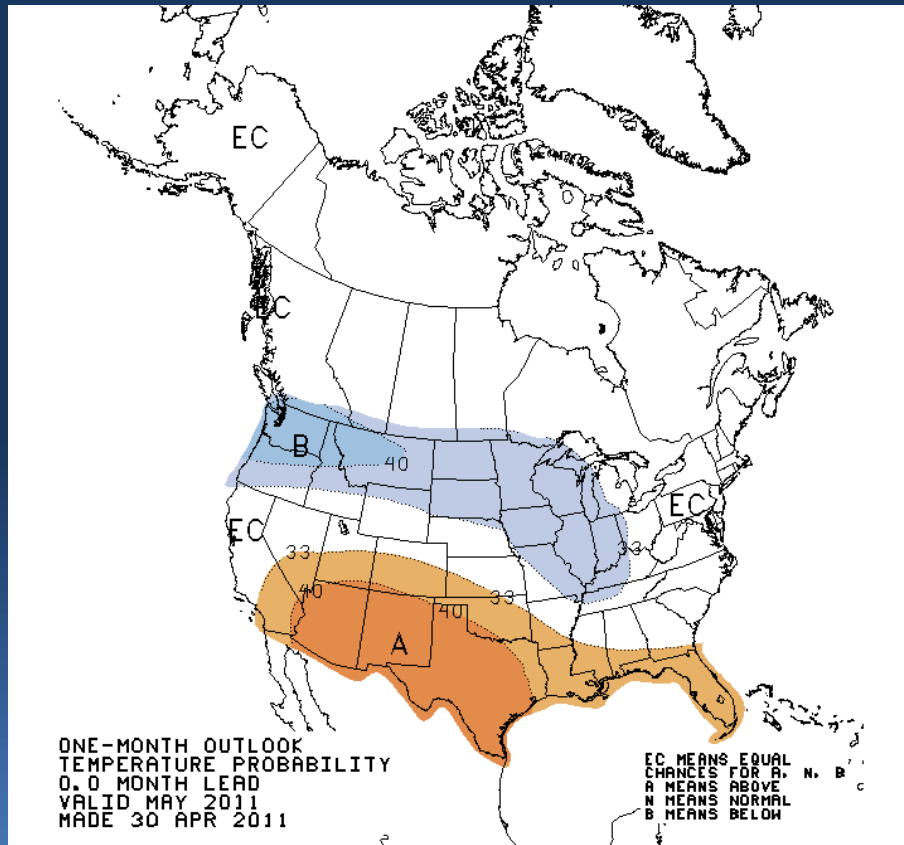 EC
EC
B
40
EC
EC
33
33
40
33
40
A
ONE-MONTH OUTLOOK
TEMPERATURE PROBABILITY
0.0 MONTH LEAD
VALID MAY 2011
MADE 30 APR 2011
EC MEANS EQUAL
CHANCES FOR A, N, B
A MEANS ABOVE
N MEANS NORMAL
B MEANS BELOW
C